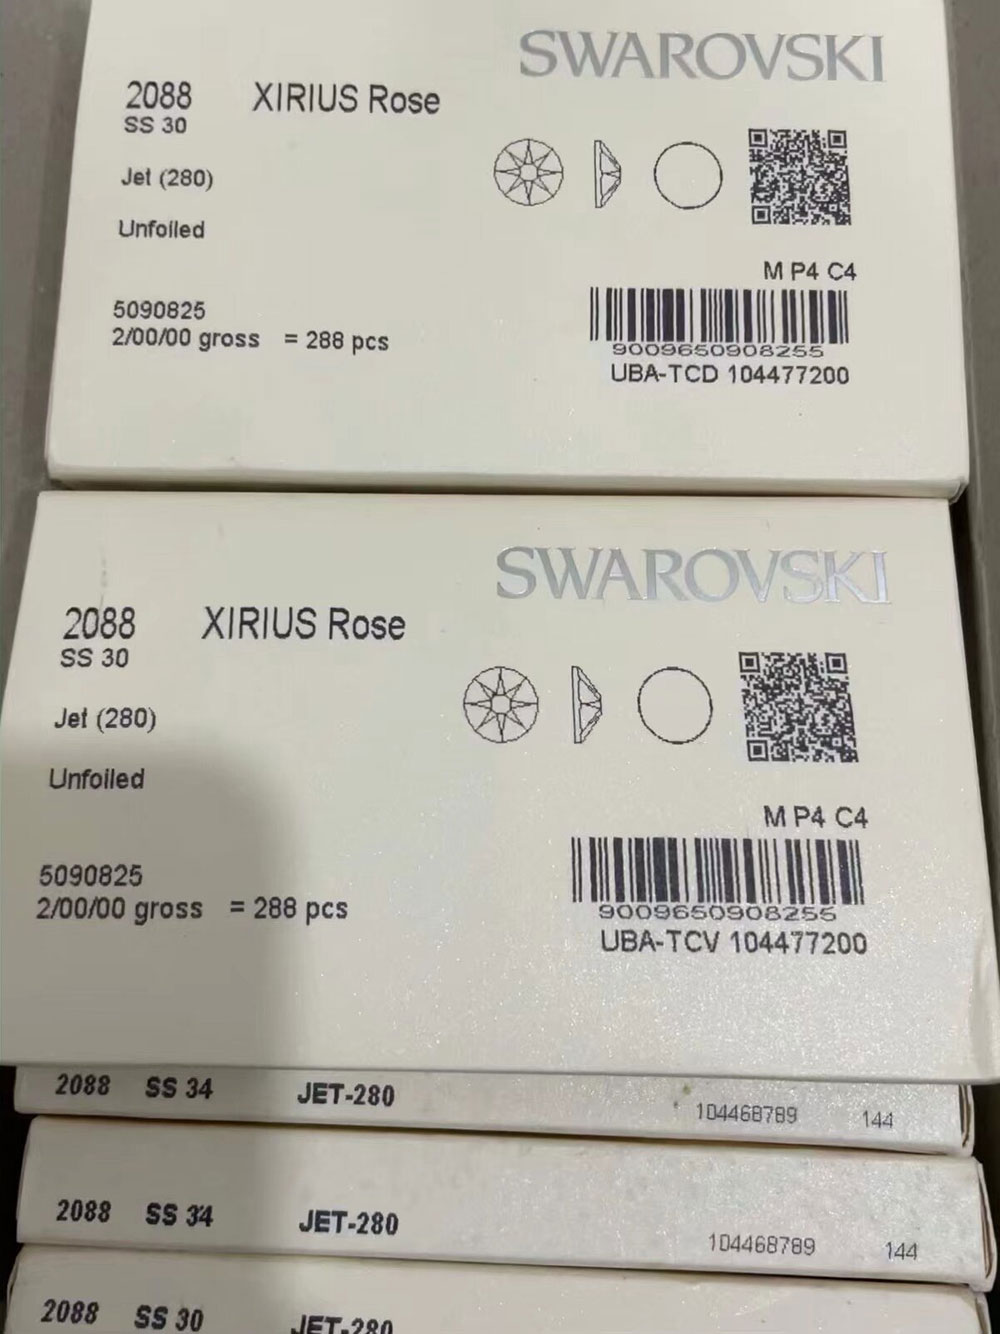 SWAROVSKI
2088 XIRIUS Rose
SS 30
Jet (280)
Unfoiled
M P4 C4
5090825
2/00/00 gross = 288 pcs
9009650908255
UBA-TCD 104477200
SWAROVSKI
2088 XIRIUS Rose
SS 30
Jet (280)
Unfoiled
M P4 C4
5090825
2/00/00 gross = 288 pcs
9009650908255
UBA-TCV 104477200
2088 SS 34 JET-280 104468789 144
2088 SS 34 JET-280 104468789 144
2088 SS 30 JET-280